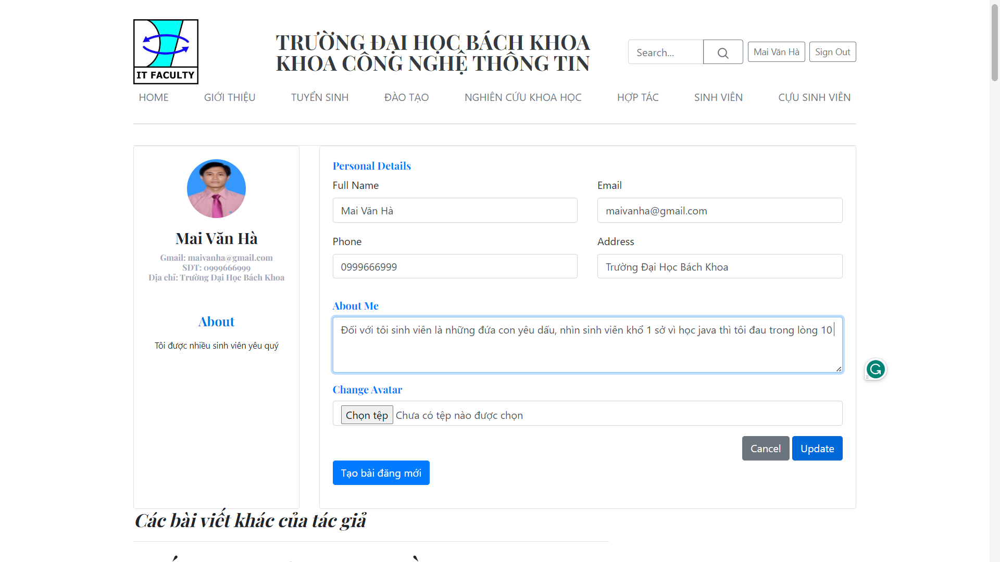 IT FACULTY
TRƯỜNG ĐẠI HỌC BÁCH KHOA
KHOA CÔNG NGHỆ THÔNG TIN
Search...
Mai Văn Hà
Sign Out
HOME
GIỚI THIỆU
TUYỂN SINH
ĐÀO TẠO
NGHIÊN CỨU KHOA HỌC
HỢP TÁC
SINH VIÊN
CỰU SINH VIÊN
Mai Văn Hà
Gmail: maivanha@gmail.com
SDT: 0999666999
Địa chỉ: Trường Đại Học Bách Khoa
About
Tôi được nhiều sinh viên yêu quý
Personal Details
Full Name
Mai Văn Hà
Email
maivanha@gmail.com
Phone
0999666999
Address
Trường Đại Học Bách Khoa
About Me
Đối với tôi sinh viên là những đứa con yêu dấu, nhìn sinh viên khổ 1 sở vì học java thì tôi đau trong lòng 10
Change Avatar
Chọn tệp Chưa có tệp nào được chọn
Cancel
Update
Tạo bài đăng mới
Các bài viết khác của tác giả